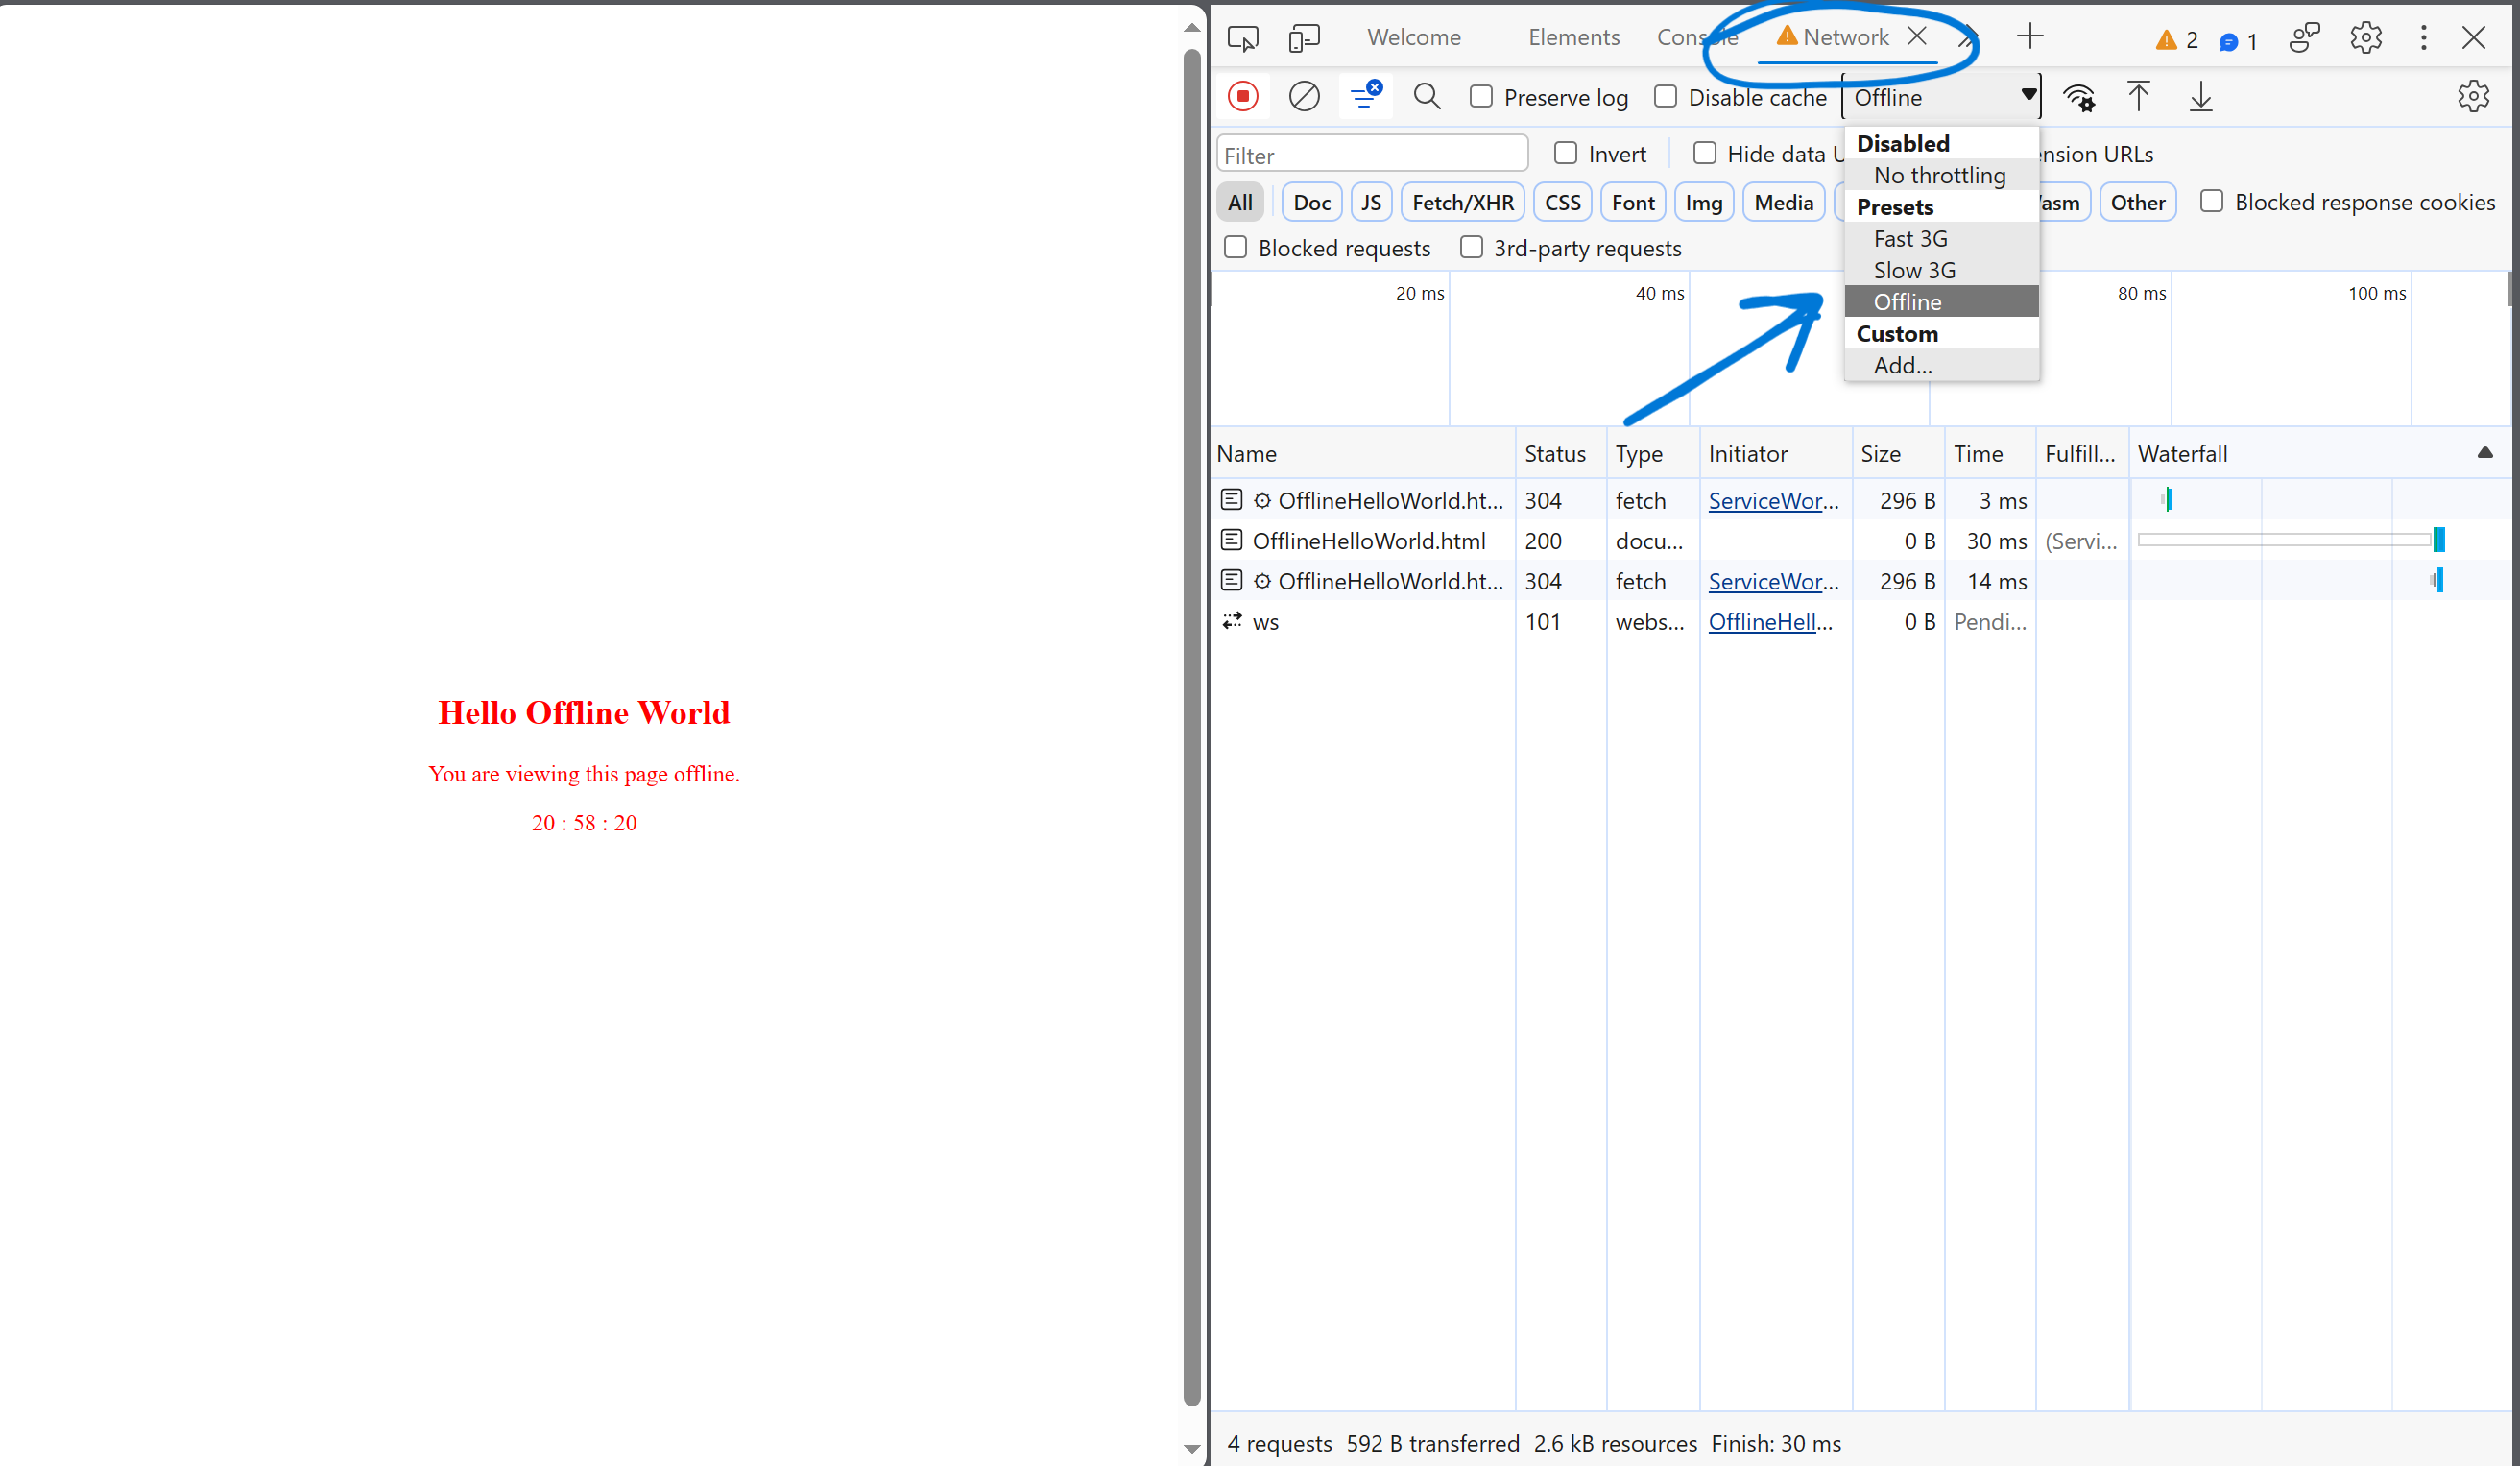 Hello Offline World
You are viewing this page offline.
20 : 58 : 20
Welcome Elements Console Network 2 1
Preserve log Disable cache Offline
Filter Invert Hide data U nsion URLs
All Doc JS Fetch/XHR CSS Font Img Media asm Other Blocked response cookies
Blocked requests 3rd-party requests
Disabled
No throttling
Presets
Fast 3G
Slow 3G
Offline
Custom
Add...
20 ms 40 ms 80 ms 100 ms
Name Status Type Initiator Size Time Fulfill... Waterfall
OfflineHelloWorld.ht... 304 fetch ServiceWor... 296 B 3 ms
OfflineHelloWorld.html 200 docu... 0 B 30 ms (Servi...
OfflineHelloWorld.ht... 304 fetch ServiceWor... 296 B 14 ms
ws 101 webs... OfflineHell... 0 B Pendi...
4 requests 592 B transferred 2.6 kB resources Finish: 30 ms